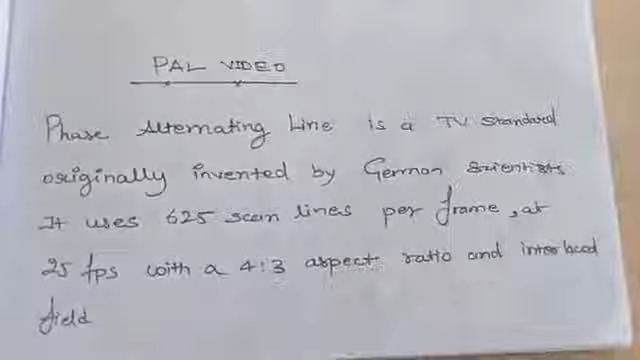 PAL VIDEO
Phase Alternating Line is a TV standard
originally invented by German scientists.
It uses 625 scan lines per frame, at
25 fps with a 4:3 aspect ratio and interlaced
field